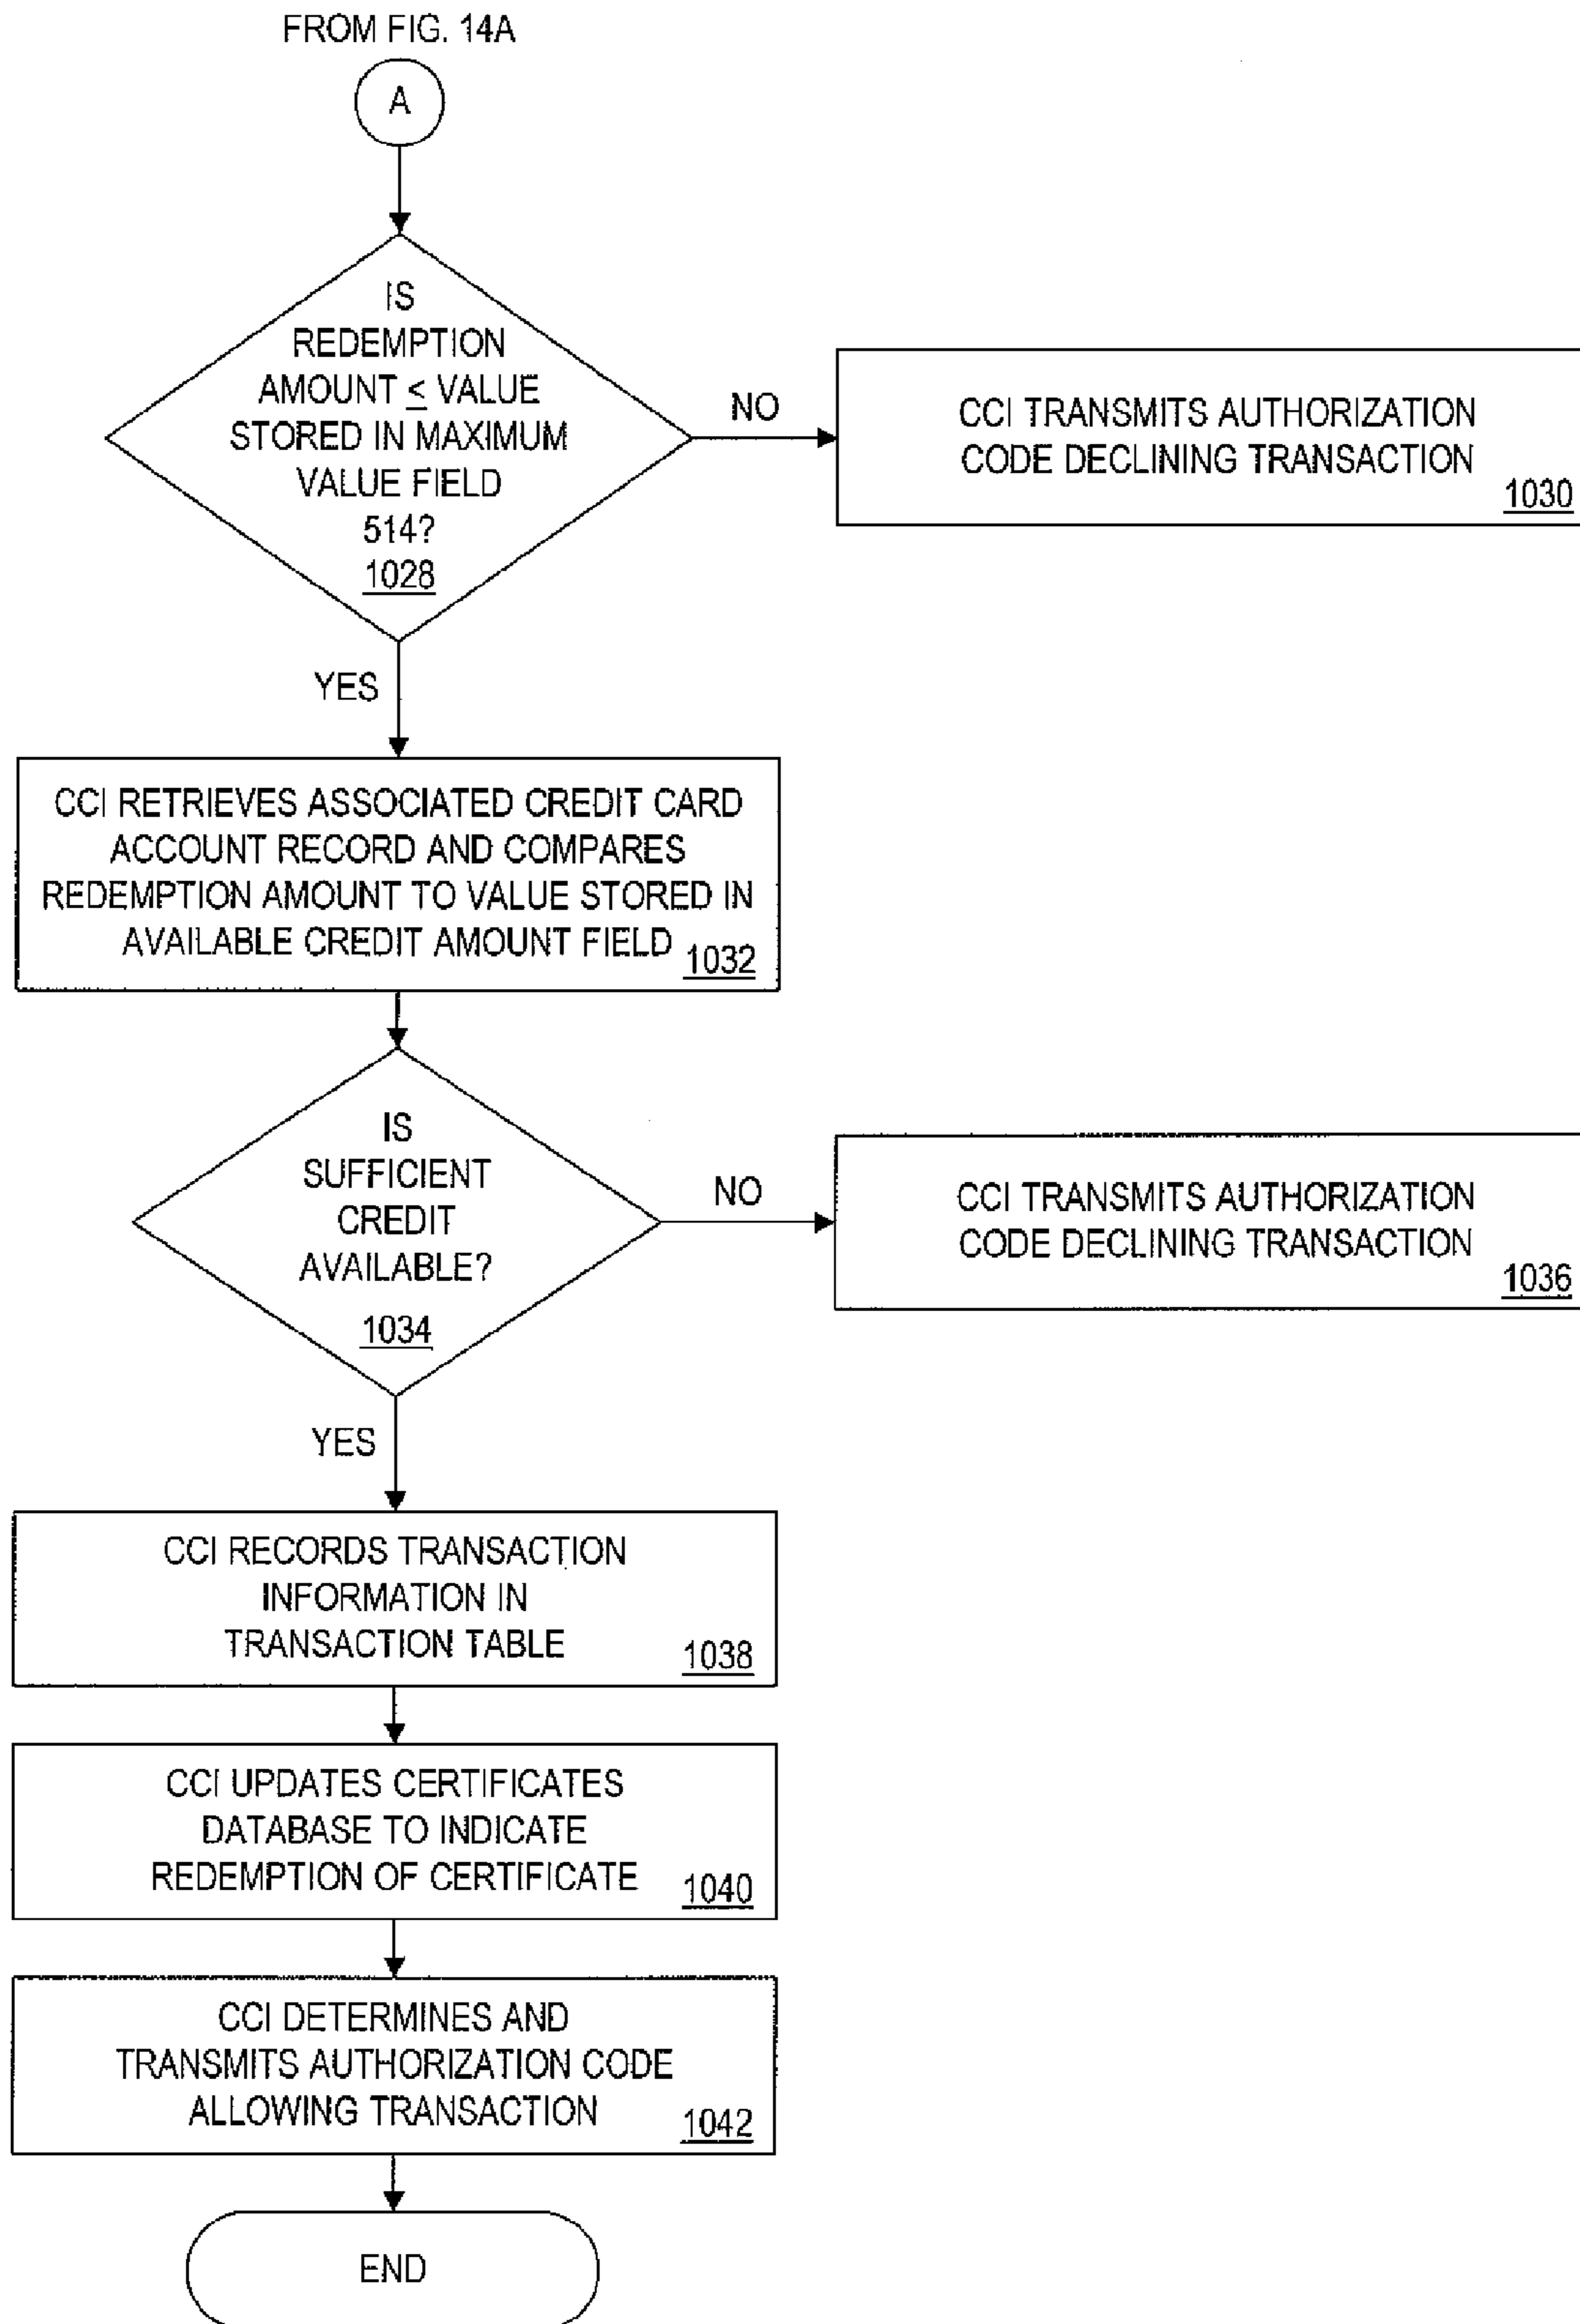 FROM FIG. 14A
A
IS
REDEMPTION
AMOUNT ≤ VALUE
STORED IN MAXIMUM
VALUE FIELD
514?
1028
NO
CCI TRANSMITS AUTHORIZATION
CODE DECLINING TRANSACTION
1030
YES
CCI RETRIEVES ASSOCIATED CREDIT CARD
ACCOUNT RECORD AND COMPARES
REDEMPTION AMOUNT TO VALUE STORED IN
AVAILABLE CREDIT AMOUNT FIELD
1032
IS
SUFFICIENT
CREDIT
AVAILABLE?
1034
NO
CCI TRANSMITS AUTHORIZATION
CODE DECLINING TRANSACTION
1036
YES
CCI RECORDS TRANSACTION
INFORMATION IN
TRANSACTION TABLE
1038
CCI UPDATES CERTIFICATES
DATABASE TO INDICATE
REDEMPTION OF CERTIFICATE
1040
CCI DETERMINES AND
TRANSMITS AUTHORIZATION CODE
ALLOWING TRANSACTION
1042
END